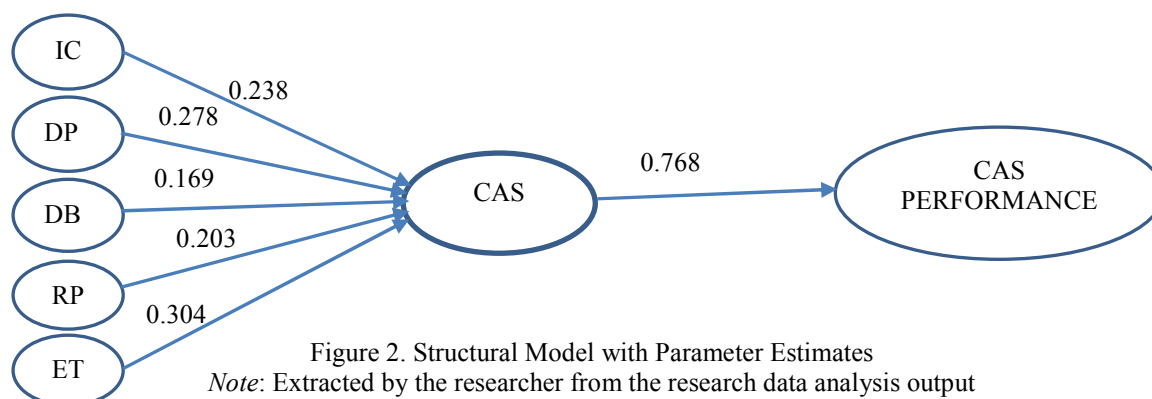 IC
0.238
DP
0.278
DB
0.169
RP
0.203
ET
0.304
CAS
0.768
CAS
PERFORMANCE
Figure 2. Structural Model with Parameter Estimates
Note: Extracted by the researcher from the research data analysis output